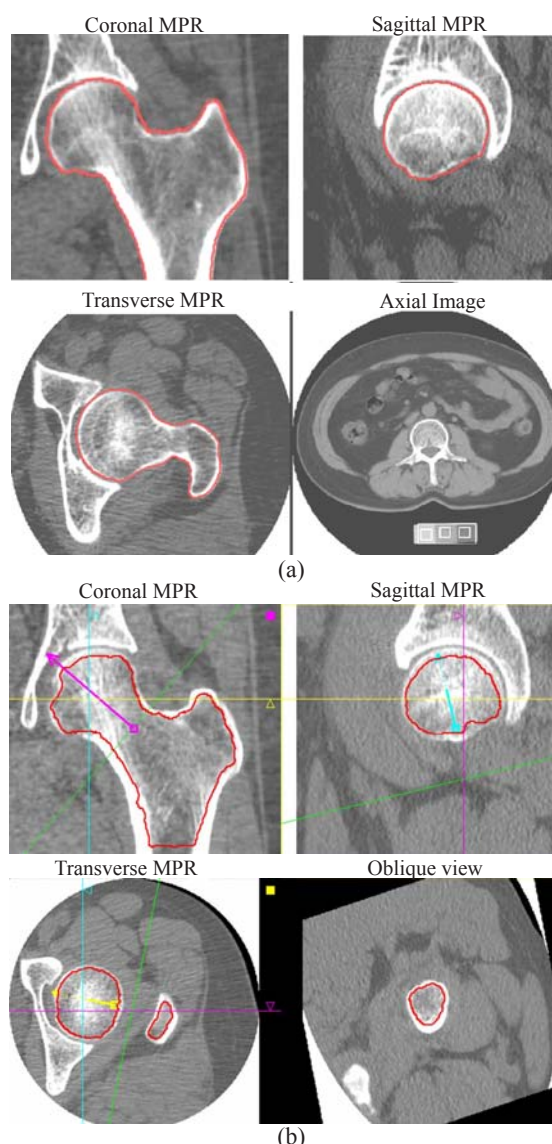 Coronal MPR
Sagittal MPR
Transverse MPR
Axial Image
(a)
Coronal MPR
Sagittal MPR
Transverse MPR
Oblique view
(b)